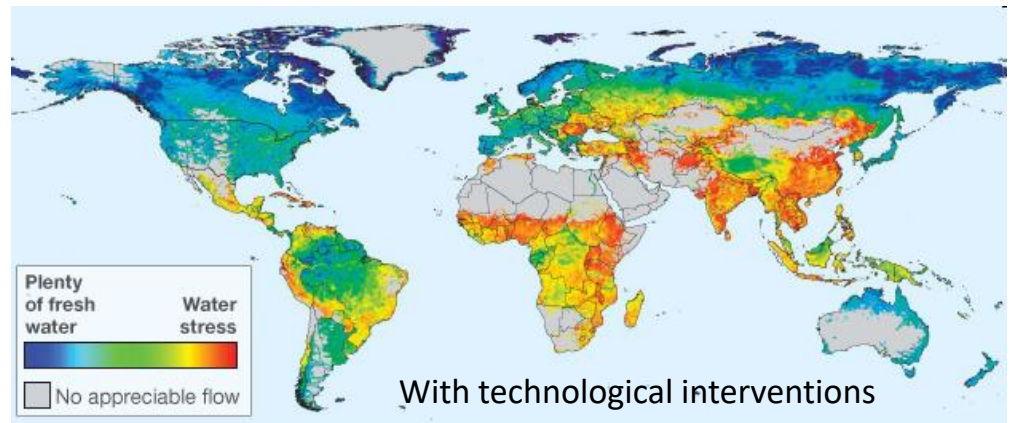 Plenty
of fresh
water
Water
stress
No appreciable flow
With technological interventions